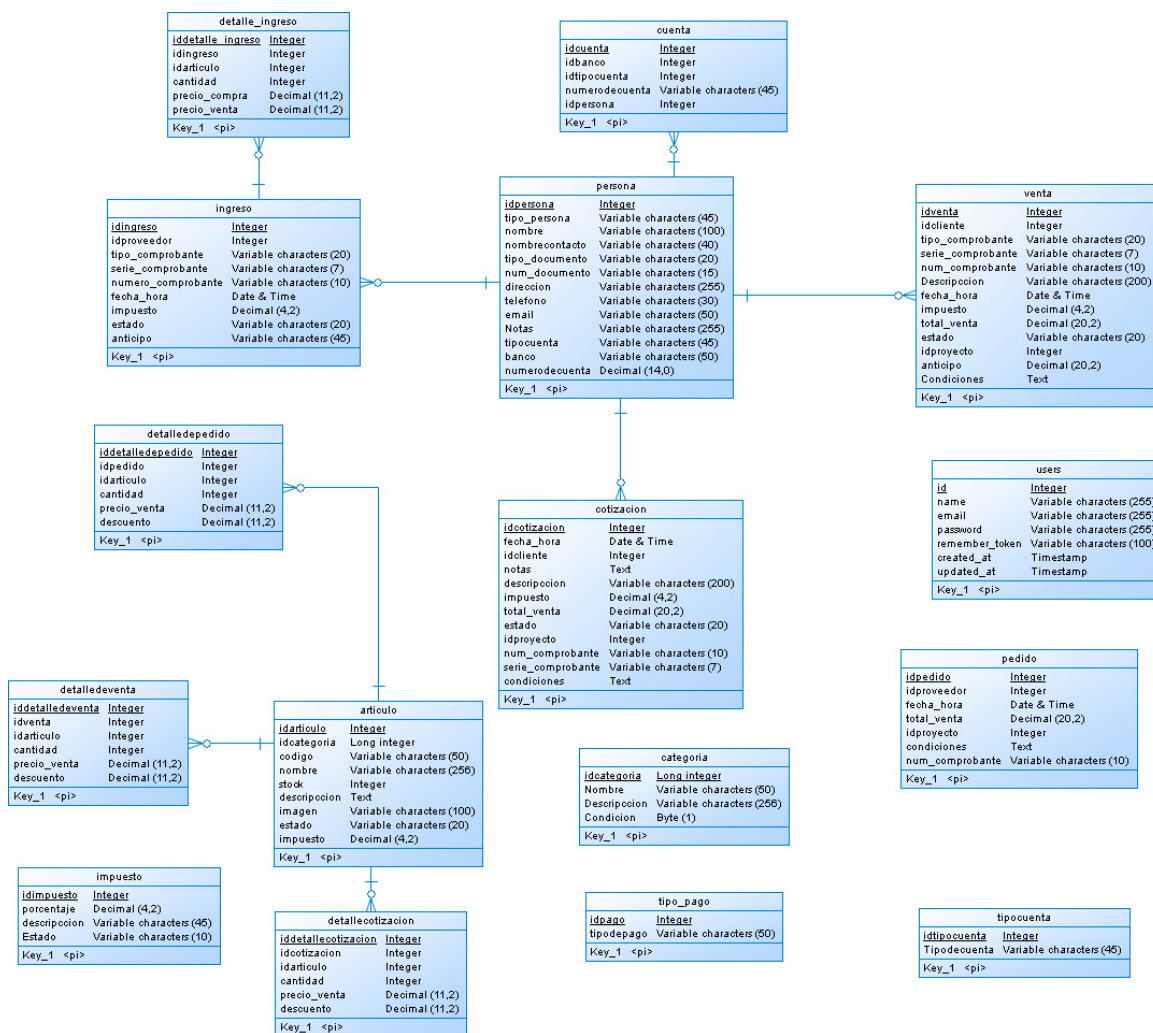 detalle_ingreso
iddetalle_ingreso Integer
idingreso Integer
idarticulo Integer
cantidad Integer
precio_compra Decimal (11,2)
precio_venta Decimal (11,2)
Key_1 <pi>
cuenta
idcuenta Integer
idbanco Integer
idtipocuenta Integer
numerodecuenta Variable characters (45)
idpersona Integer
Key_1 <pi>
ingreso
idingreso Integer
idproveedor Integer
tipo_comprobante Variable characters (20)
serie_comprobante Variable characters (7)
numero_comprobante Variable characters (10)
fecha_hora Date & Time
impuesto Decimal (4,2)
estado Variable characters (20)
anticipo Variable characters (45)
Key_1 <pi>
persona
idpersona Integer
tipo_persona Variable characters (45)
nombre Variable characters (100)
nombrecontacto Variable characters (40)
tipo_documento Variable characters (20)
num_documento Variable characters (15)
direccion Variable characters (255)
telefono Variable characters (30)
email Variable characters (50)
Notas Variable characters (255)
tipocuenta Variable characters (45)
banco Variable characters (50)
numerodecuenta Decimal (14,0)
Key_1 <pi>
venta
idventa Integer
idcliente Integer
tipo_comprobante Variable characters (20)
serie_comprobante Variable characters (7)
num_comprobante Variable characters (10)
Descripccion Variable characters (200)
fecha_hora Date & Time
impuesto Decimal (4,2)
total_venta Decimal (20,2)
estado Variable characters (20)
idproyecto Integer
anticipo Decimal (20,2)
Condiciones Text
Key_1 <pi>
detalledepedido
iddetalledepedido Integer
idpedido Integer
idarticulo Integer
cantidad Integer
precio_venta Decimal (11,2)
descuento Decimal (11,2)
Key_1 <pi>
users
id Integer
name Variable characters (255)
email Variable characters (255)
password Variable characters (255)
remember_token Variable characters (100)
created_at Timestamp
updated_at Timestamp
Key_1 <pi>
cotizacion
idcotizacion Integer
fecha_hora Date & Time
idcliente Integer
notas Text
descripccion Variable characters (200)
impuesto Decimal (4,2)
total_venta Decimal (20,2)
estado Variable characters (20)
idproyecto Integer
num_comprobante Variable characters (10)
serie_comprobante Variable characters (7)
condiciones Text
Key_1 <pi>
pedido
idpedido Integer
idproveedor Integer
fecha_hora Date & Time
total_venta Decimal (20,2)
idproyecto Integer
condiciones Text
num_comprobante Variable characters (10)
Key_1 <pi>
detalledeventa
iddetalledeventa Integer
idventa Integer
idarticulo Integer
cantidad Integer
precio_venta Decimal (11,2)
descuento Decimal (11,2)
Key_1 <pi>
articulo
idarticulo Integer
idcategoria Long integer
codigo Variable characters (50)
nombre Variable characters (256)
stock Integer
descripccion Text
imagen Variable characters (100)
estado Variable characters (20)
impuesto Decimal (4,2)
Key_1 <pi>
categoria
idcategoria Long integer
Nombre Variable characters (50)
Descripccion Variable characters (256)
Condicion Byte (1)
Key_1 <pi>
impuesto
idimpuesto Integer
porcentaje Decimal (4,2)
descripccion Variable characters (45)
Estado Variable characters (10)
Key_1 <pi>
tipo_pago
idpago Integer
tipodepago Variable characters (50)
Key_1 <pi>
tipocuenta
idtipocuenta Integer
Tipodecuenta Variable characters (45)
Key_1 <pi>
detallecotizacion
iddetallecotizacion Integer
idcotizacion Integer
idarticulo Integer
cantidad Integer
precio_venta Decimal (11,2)
descuento Decimal (11,2)
Key_1 <pi>